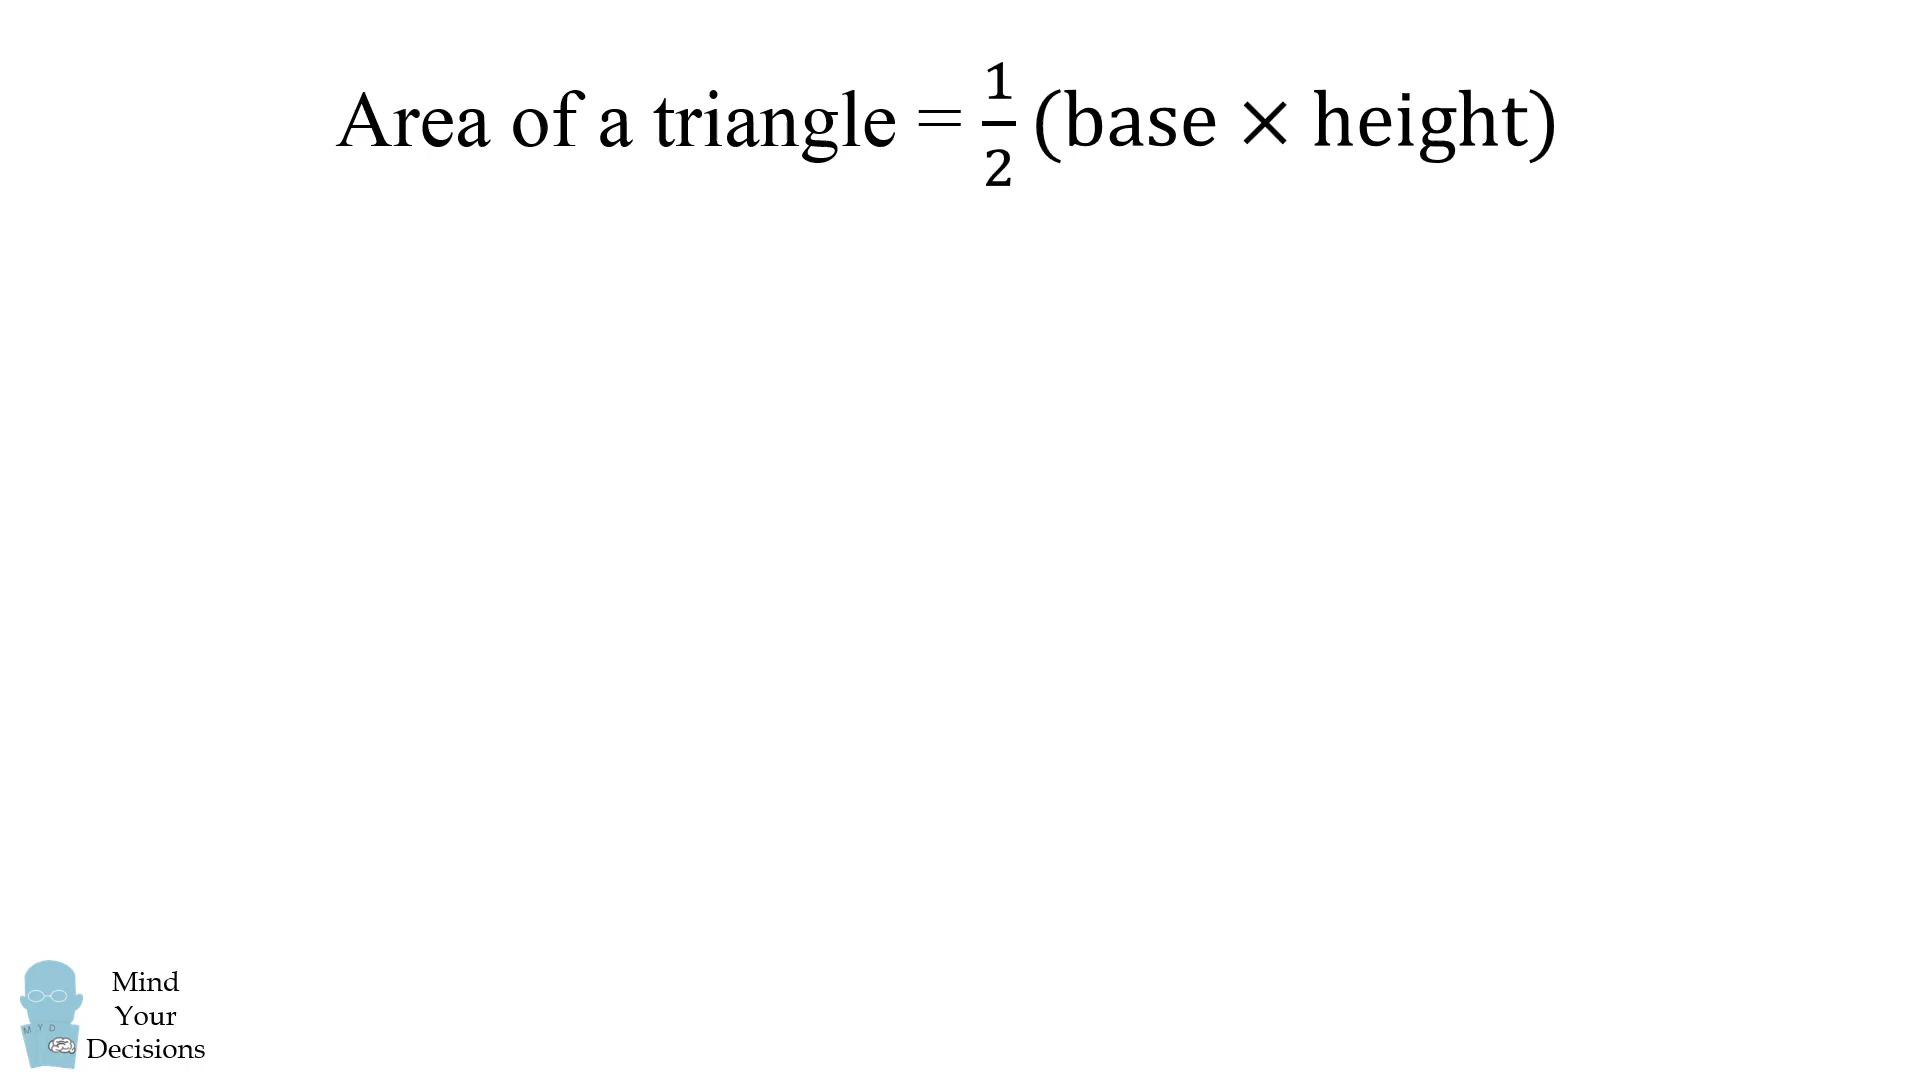 Area of a triangle = 1/2 (base × height)
M Y D
Mind
Your
Decisions